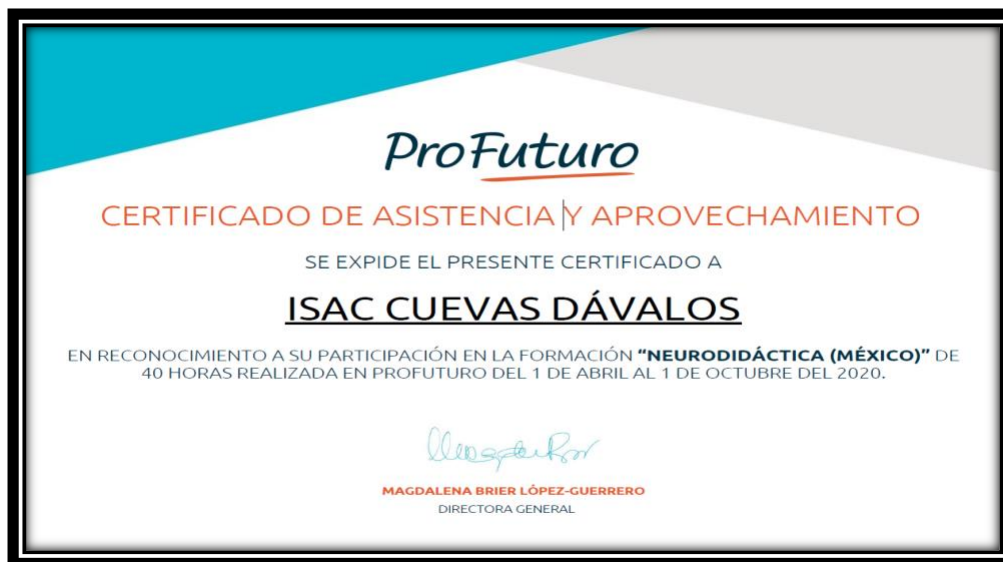 ProFuturo
CERTIFICADO DE ASISTENCIA Y APROVECHAMIENTO
SE EXPIDE EL PRESENTE CERTIFICADO A
ISAC CUEVAS DÁVALOS
EN RECONOCIMIENTO A SU PARTICIPACIÓN EN LA FORMACIÓN “NEURODIDÁCTICA (MÉXICO)” DE
40 HORAS REALIZADA EN PROFUTURO DEL 1 DE ABRIL AL 1 DE OCTUBRE DEL 2020.
MAGDALENA BRIER LÓPEZ-GUERRERO
DIRECTORA GENERAL